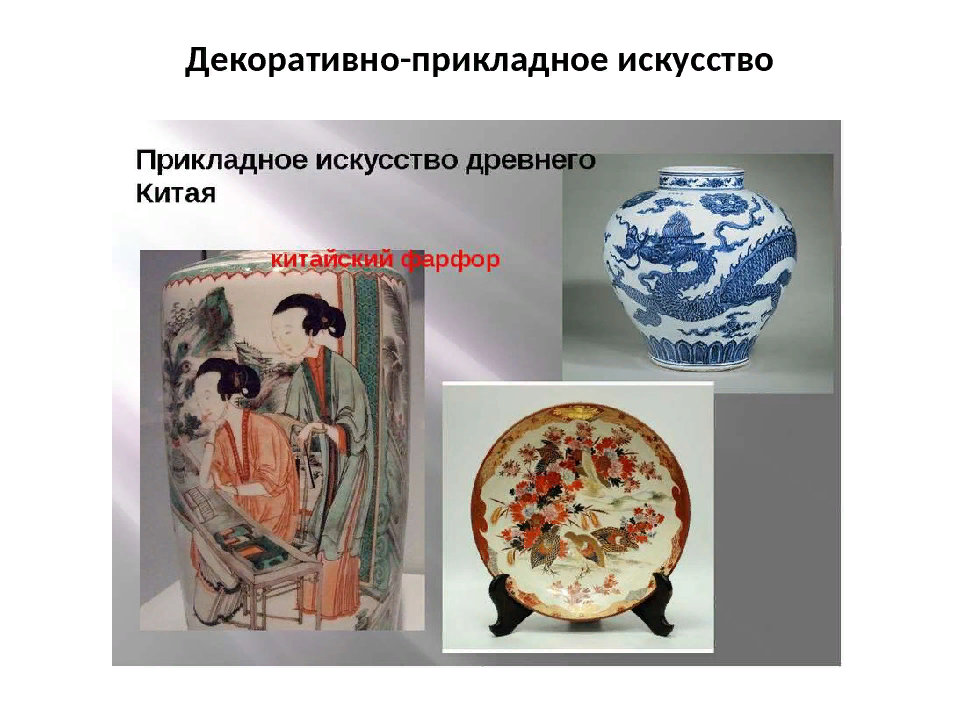 Декоративно-прикладное искусство
Прикладное искусство древнего
Китая
китайский фарфор